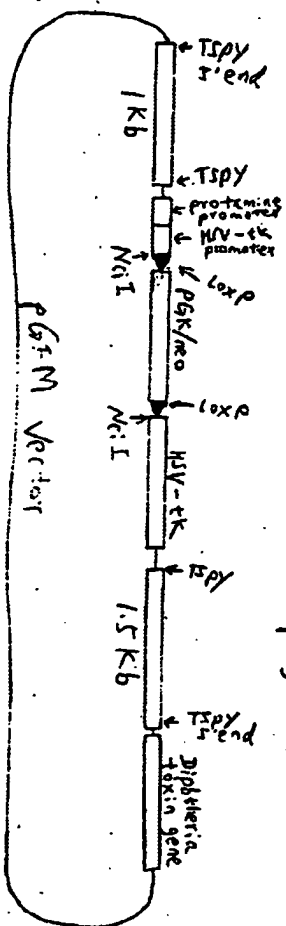 TSPY
5'end
TSPY
protamine
promoter
HSV-tk
promoter
loxp
PGK/neo
loxp
TSPY
TSPY
5'end
Diphtheria
toxin gene
1Kb
NciI
NciI
HSV-tk
1.5 Kb
pGEM Vector